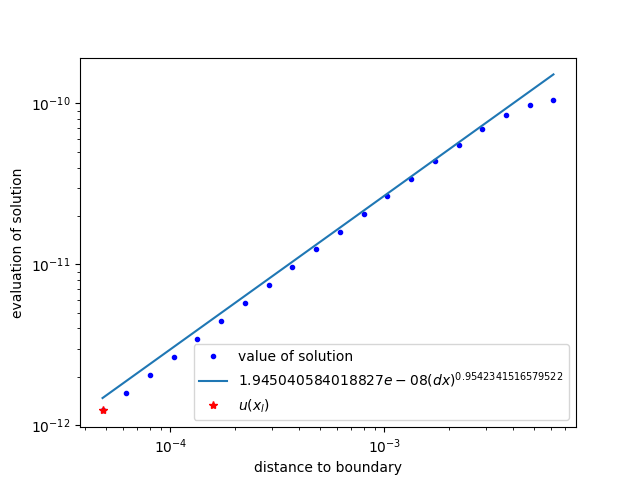 10⁻¹⁰
10⁻¹¹
10⁻¹²
evaluation of solution
value of solution
1.945040584018827e − 08(dx)^0.9542341516579522
u(x_l)
10⁻⁴
10⁻³
distance to boundary